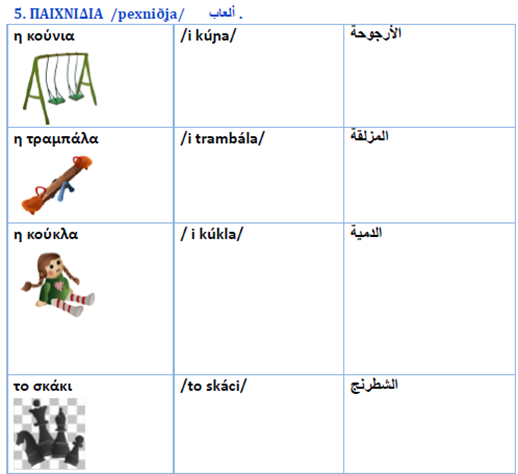 5. ΠΑΙΧΝΙΔΙΑ /pexniðja/ ألعاب .
η κούνια /i kúɲa/ الأرجوحة
η τραμπάλα /i trambála/ المزلقة
η κούκλα / i kúkla/ الدمية
το σκάκι /to skáci/ الشطرنج